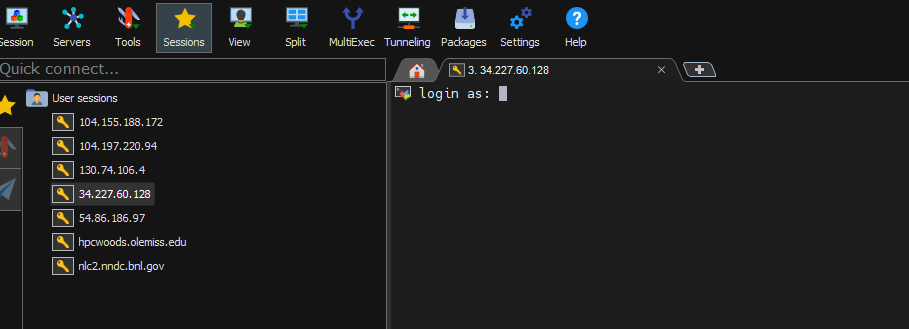 Session Servers Tools Sessions View Split MultiExec Tunneling Packages Settings Help
Quick connect...
3. 34.227.60.128
User sessions
104.155.188.172
104.197.220.94
130.74.106.4
34.227.60.128
54.86.186.97
hpcwoods.olemiss.edu
nlc2.nndc.bnl.gov
login as: